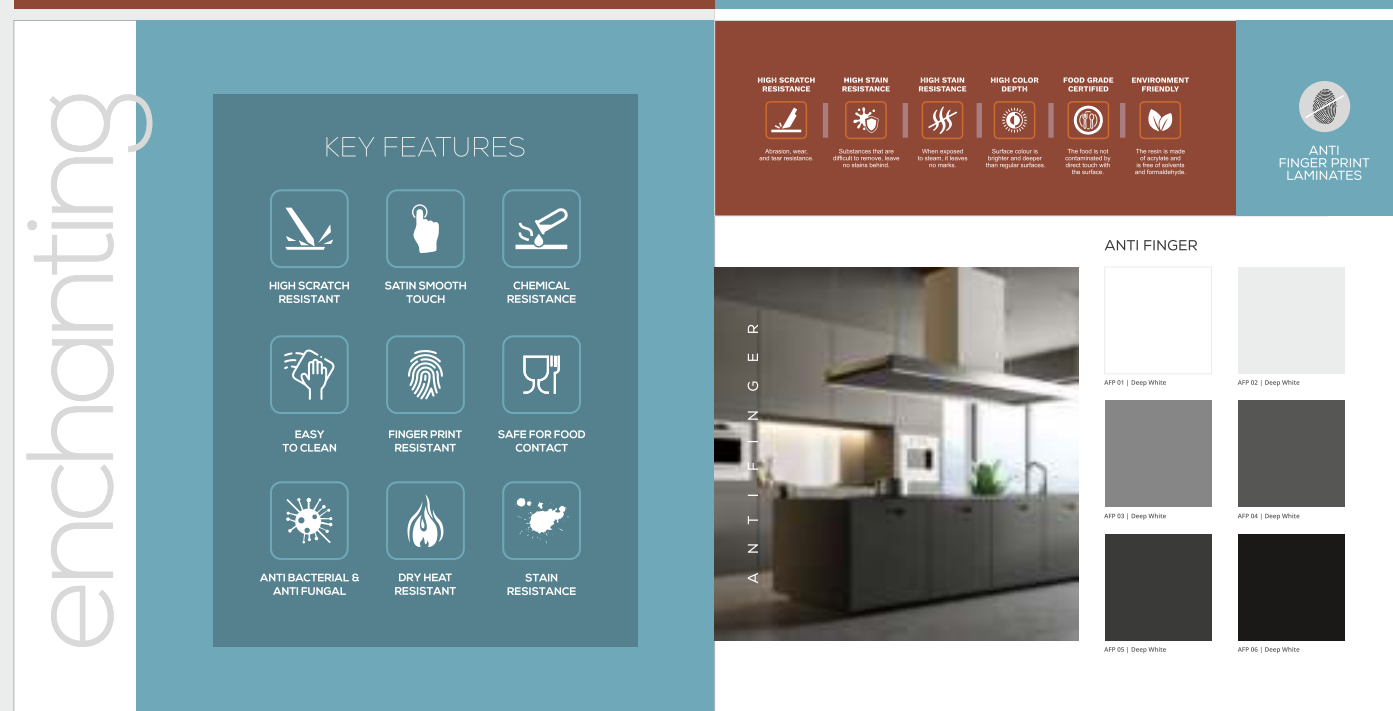 enchanting
KEY FEATURES
HIGH SCRATCH
RESISTANT
SATIN SMOOTH
TOUCH
CHEMICAL
RESISTANCE
EASY
TO CLEAN
FINGER PRINT
RESISTANT
SAFE FOR FOOD
CONTACT
ANTI BACTERIAL &
ANTI FUNGAL
DRY HEAT
RESISTANT
STAIN
RESISTANCE
HIGH SCRATCH
RESISTANCE
Abrasion, wear,
and tear resistance.
HIGH STAIN
RESISTANCE
Substances that are
difficult to remove, leave
no stains behind.
HIGH STAIN
RESISTANCE
When exposed
to steam, it leaves
no marks.
HIGH COLOR
DEPTH
Surface colour is
brighter and deeper
than regular surfaces.
FOOD GRADE
CERTIFIED
The food is not
contaminated by
direct touch with
the surface.
ENVIRONMENT
FRIENDLY
The resin is made
of acrylate and
is free of solvents
and formaldehyde.
ANTI
FINGER PRINT
LAMINATES
ANTI FINGER
ANTI FINGER
AFP 01 | Deep White
AFP 02 | Deep White
AFP 03 | Deep White
AFP 04 | Deep White
AFP 05 | Deep White
AFP 06 | Deep White